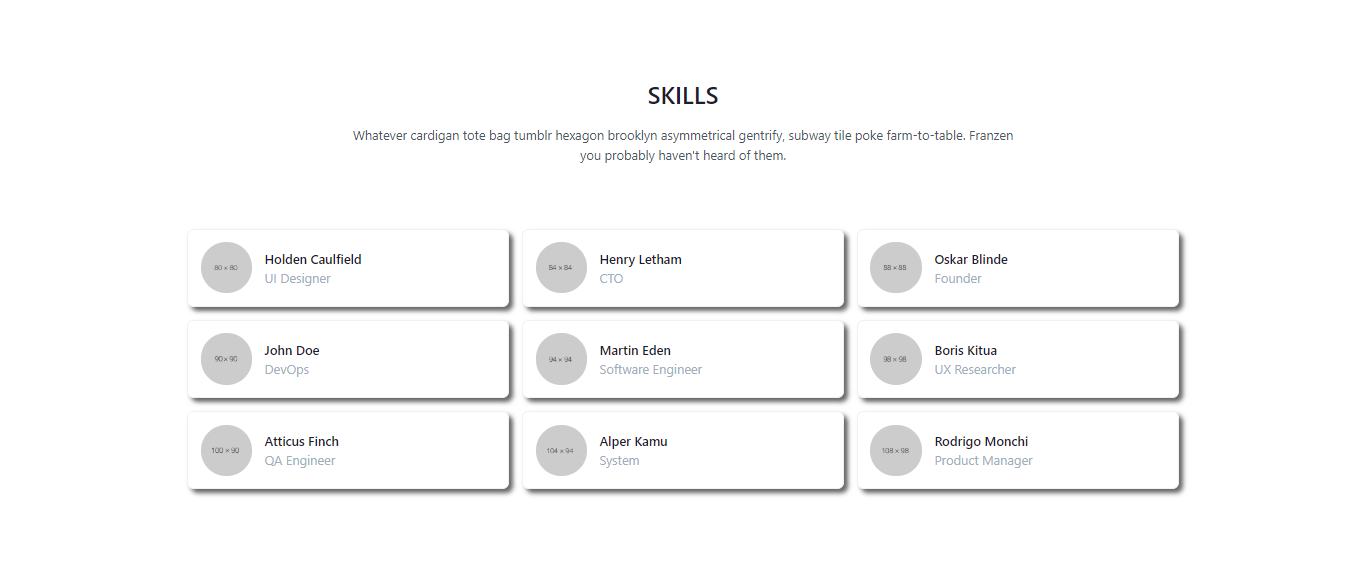 SKILLS
Whatever cardigan tote bag tumblr hexagon brooklyn asymmetrical gentrify, subway tile poke farm-to-table. Franzen
you probably haven't heard of them.
80 × 80
Holden Caulfield
UI Designer
84 × 84
Henry Letham
CTO
88 × 88
Oskar Blinde
Founder
90 × 90
John Doe
DevOps
94 × 94
Martin Eden
Software Engineer
98 × 98
Boris Kitua
UX Researcher
100 × 90
Atticus Finch
QA Engineer
104 × 94
Alper Kamu
System
108 × 98
Rodrigo Monchi
Product Manager